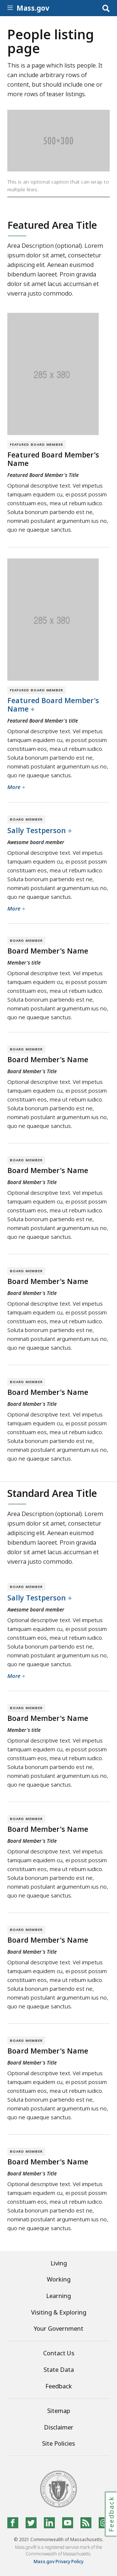 Mass.gov
People listing
page
This is a page which lists people. It
can include arbitrary rows of
content, but should include one or
more rows of teaser listings.
500×300
This is an optional caption that can wrap to
multiple lines.
Featured Area Title
Area Description (optional). Lorem
ipsum dolor sit amet, consectetur
adipiscing elit. Aenean euismod
bibendum laoreet. Proin gravida
dolor sit amet lacus accumsan et
viverra justo commodo.
285 x 380
FEATURED BOARD MEMBER
Featured Board Member's
Name
Featured Board Member's Title
Optional descriptive text. Vel impetus
tamquam equidem cu, ei possit possim
constituam eos, mea ut rebum iudico.
Soluta bonorum partiendo est ne,
nominati postulant argumentum ius no,
quo ne quaeque sanctus.
285 x 380
FEATURED BOARD MEMBER
Featured Board Member's
Name
Featured Board Member's title
Optional descriptive text. Vel impetus
tamquam equidem cu, ei possit possim
constituam eos, mea ut rebum iudico.
Soluta bonorum partiendo est ne,
nominati postulant argumentum ius no,
quo ne quaeque sanctus.
More
BOARD MEMBER
Sally Testperson
Awesome board member
Optional descriptive text. Vel impetus
tamquam equidem cu, ei possit possim
constituam eos, mea ut rebum iudico.
Soluta bonorum partiendo est ne,
nominati postulant argumentum ius no,
quo ne quaeque sanctus.
More
BOARD MEMBER
Board Member's Name
Member's title
Optional descriptive text. Vel impetus
tamquam equidem cu, ei possit possim
constituam eos, mea ut rebum iudico.
Soluta bonorum partiendo est ne,
nominati postulant argumentum ius no,
quo ne quaeque sanctus.
BOARD MEMBER
Board Member's Name
Board Member's Title
Optional descriptive text. Vel impetus
tamquam equidem cu, ei possit possim
constituam eos, mea ut rebum iudico.
Soluta bonorum partiendo est ne,
nominati postulant argumentum ius no,
quo ne quaeque sanctus.
BOARD MEMBER
Board Member's Name
Board Member's Title
Optional descriptive text. Vel impetus
tamquam equidem cu, ei possit possim
constituam eos, mea ut rebum iudico.
Soluta bonorum partiendo est ne,
nominati postulant argumentum ius no,
quo ne quaeque sanctus.
BOARD MEMBER
Board Member's Name
Board Member's Title
Optional descriptive text. Vel impetus
tamquam equidem cu, ei possit possim
constituam eos, mea ut rebum iudico.
Soluta bonorum partiendo est ne,
nominati postulant argumentum ius no,
quo ne quaeque sanctus.
BOARD MEMBER
Board Member's Name
Board Member's Title
Optional descriptive text. Vel impetus
tamquam equidem cu, ei possit possim
constituam eos, mea ut rebum iudico.
Soluta bonorum partiendo est ne,
nominati postulant argumentum ius no,
quo ne quaeque sanctus.
Standard Area Title
Area Description (optional). Lorem
ipsum dolor sit amet, consectetur
adipiscing elit. Aenean euismod
bibendum laoreet. Proin gravida
dolor sit amet lacus accumsan et
viverra justo commodo.
BOARD MEMBER
Sally Testperson
Awesome board member
Optional descriptive text. Vel impetus
tamquam equidem cu, ei possit possim
constituam eos, mea ut rebum iudico.
Soluta bonorum partiendo est ne,
nominati postulant argumentum ius no,
quo ne quaeque sanctus.
More
BOARD MEMBER
Board Member's Name
Member's title
Optional descriptive text. Vel impetus
tamquam equidem cu, ei possit possim
constituam eos, mea ut rebum iudico.
Soluta bonorum partiendo est ne,
nominati postulant argumentum ius no,
quo ne quaeque sanctus.
BOARD MEMBER
Board Member's Name
Board Member's Title
Optional descriptive text. Vel impetus
tamquam equidem cu, ei possit possim
constituam eos, mea ut rebum iudico.
Soluta bonorum partiendo est ne,
nominati postulant argumentum ius no,
quo ne quaeque sanctus.
BOARD MEMBER
Board Member's Name
Board Member's Title
Optional descriptive text. Vel impetus
tamquam equidem cu, ei possit possim
constituam eos, mea ut rebum iudico.
Soluta bonorum partiendo est ne,
nominati postulant argumentum ius no,
quo ne quaeque sanctus.
BOARD MEMBER
Board Member's Name
Board Member's Title
Optional descriptive text. Vel impetus
tamquam equidem cu, ei possit possim
constituam eos, mea ut rebum iudico.
Soluta bonorum partiendo est ne,
nominati postulant argumentum ius no,
quo ne quaeque sanctus.
BOARD MEMBER
Board Member's Name
Board Member's Title
Optional descriptive text. Vel impetus
tamquam equidem cu, ei possit possim
constituam eos, mea ut rebum iudico.
Soluta bonorum partiendo est ne,
nominati postulant argumentum ius no,
quo ne quaeque sanctus.
Living
Working
Learning
Visiting & Exploring
Your Government
Contact Us
State Data
Feedback
Sitemap
Disclaimer
Site Policies
Feedback
© 2021 Commonwealth of Massachusetts.
Mass.gov® is a registered service mark of the
Commonwealth of Massachusetts.
Mass.gov Privacy Policy